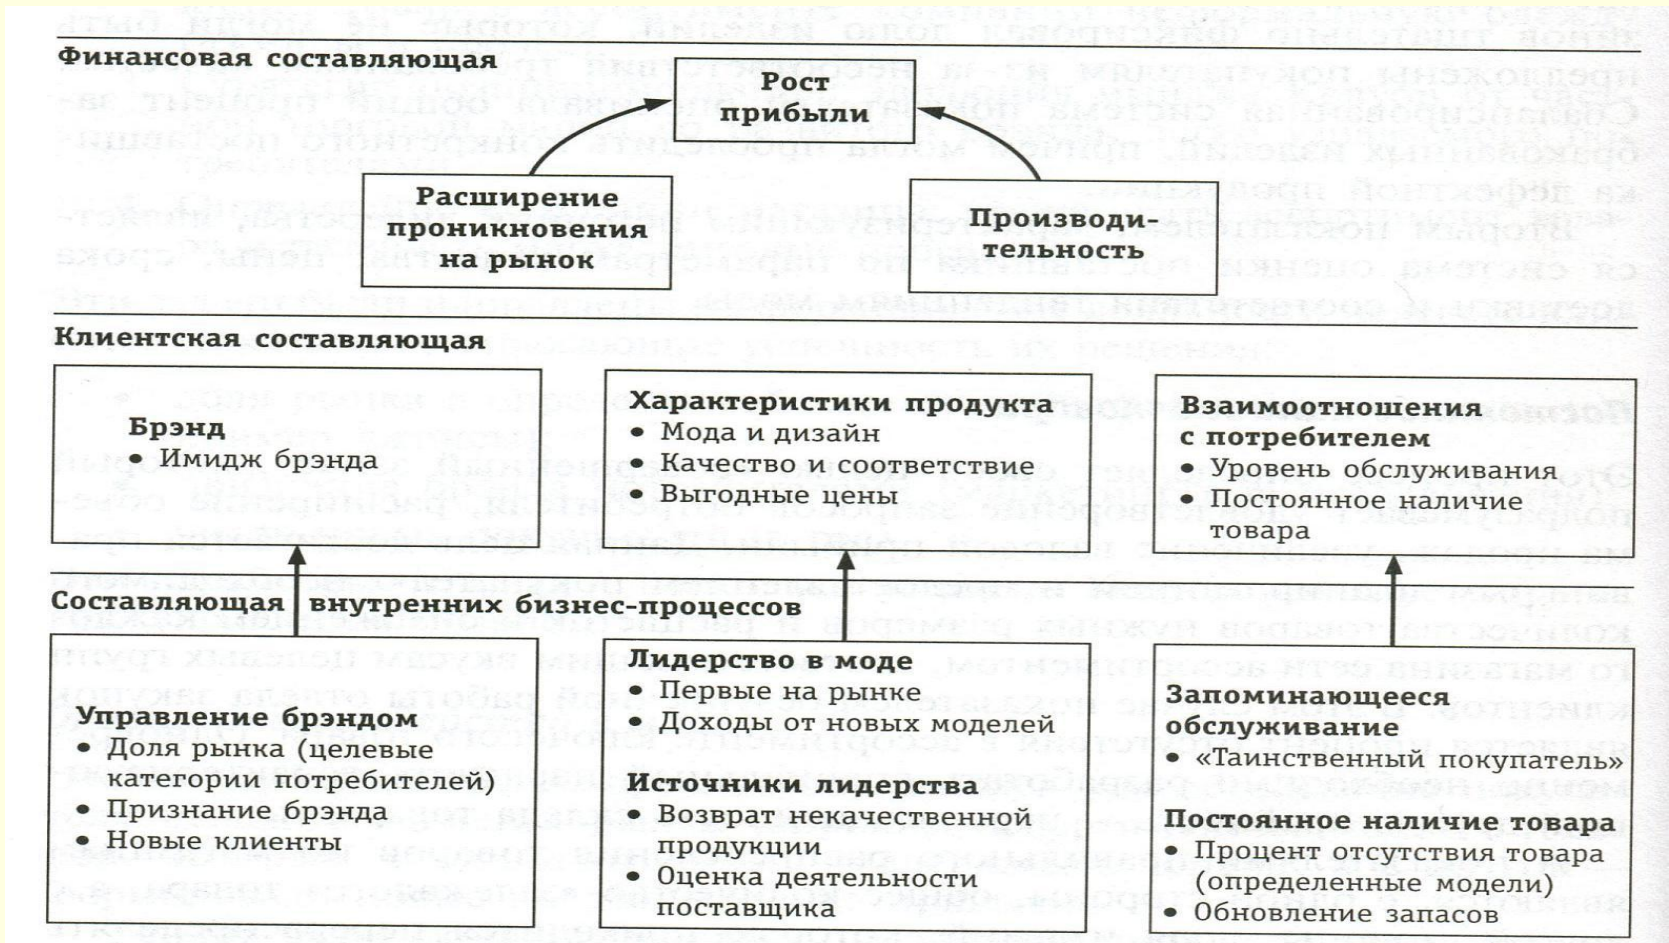 Финансовая составляющая
Рост
прибыли
Расширение
проникновения
на рынок
Производи-
тельность
Клиентская составляющая
Брэнд
• Имидж брэнда
Характеристики продукта
• Мода и дизайн
• Качество и соответствие
• Выгодные цены
Взаимоотношения
с потребителем
• Уровень обслуживания
• Постоянное наличие
товара
Составляющая внутренних бизнес-процессов
Управление брэндом
• Доля рынка (целевые
категории потребителей)
• Признание брэнда
• Новые клиенты
Лидерство в моде
• Первые на рынке
• Доходы от новых моделей
Источники лидерства
• Возврат некачественной
продукции
• Оценка деятельности
поставщика
Запоминающееся
обслуживание
• «Таинственный покупатель»
Постоянное наличие товара
• Процент отсутствия товара
(определенные модели)
• Обновление запасов